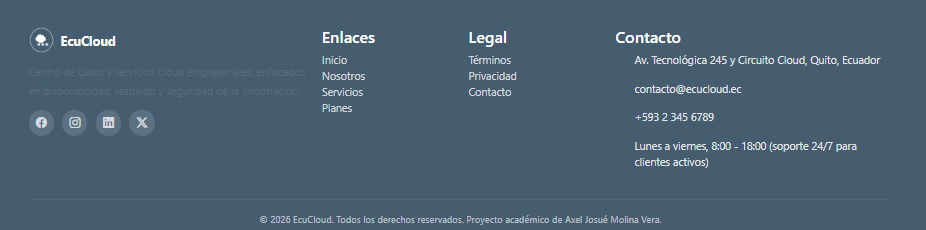 EcuCloud
Centro de datos y servicios cloud empresariales, enfocados
en disponibilidad, respaldo y seguridad de la información.
Enlaces
Inicio
Nosotros
Servicios
Planes
Legal
Términos
Privacidad
Contacto
Contacto
Av. Tecnológica 245 y Circuito Cloud, Quito, Ecuador
contacto@ecucloud.ec
+593 2 345 6789
Lunes a viernes, 8:00 - 18:00 (soporte 24/7 para
clientes activos)
© 2026 EcuCloud. Todos los derechos reservados. Proyecto académico de Axel Josué Molina Vera.